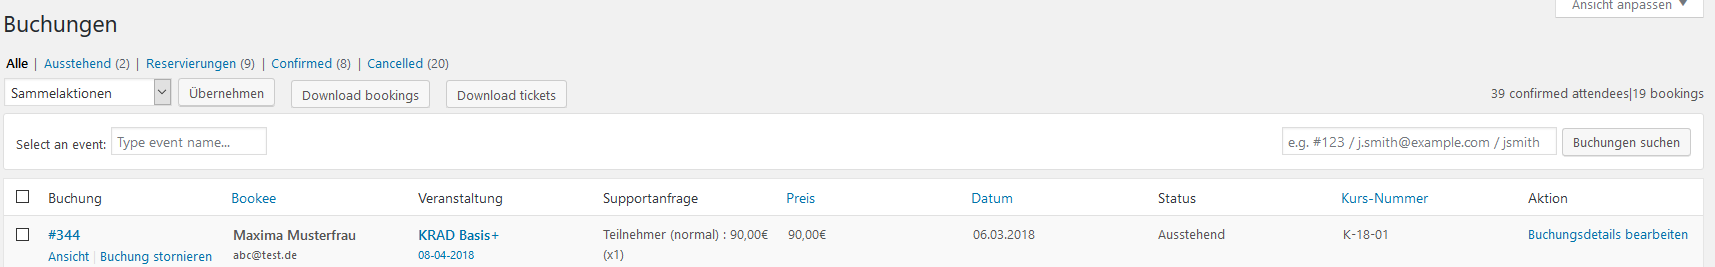 Ansicht anpassen ▼
Buchungen
Alle | Ausstehend (2) | Reservierungen (9) | Confirmed (8) | Cancelled (20)
Sammelaktionen Übernehmen Download bookings Download tickets 39 confirmed attendees|19 bookings
Select an event: Type event name... e.g. #123 / j.smith@example.com / jsmith Buchungen suchen
Buchung Bookee Veranstaltung Supportanfrage Preis Datum Status Kurs-Nummer Aktion
#344 Maxima Musterfrau KRAD Basis+ Teilnehmer (normal) : 90,00€ 90,00€ 06.03.2018 Ausstehend K-18-01 Buchungsdetails bearbeiten
Ansicht | Buchung stornieren abc@test.de 08-04-2018 (x1)